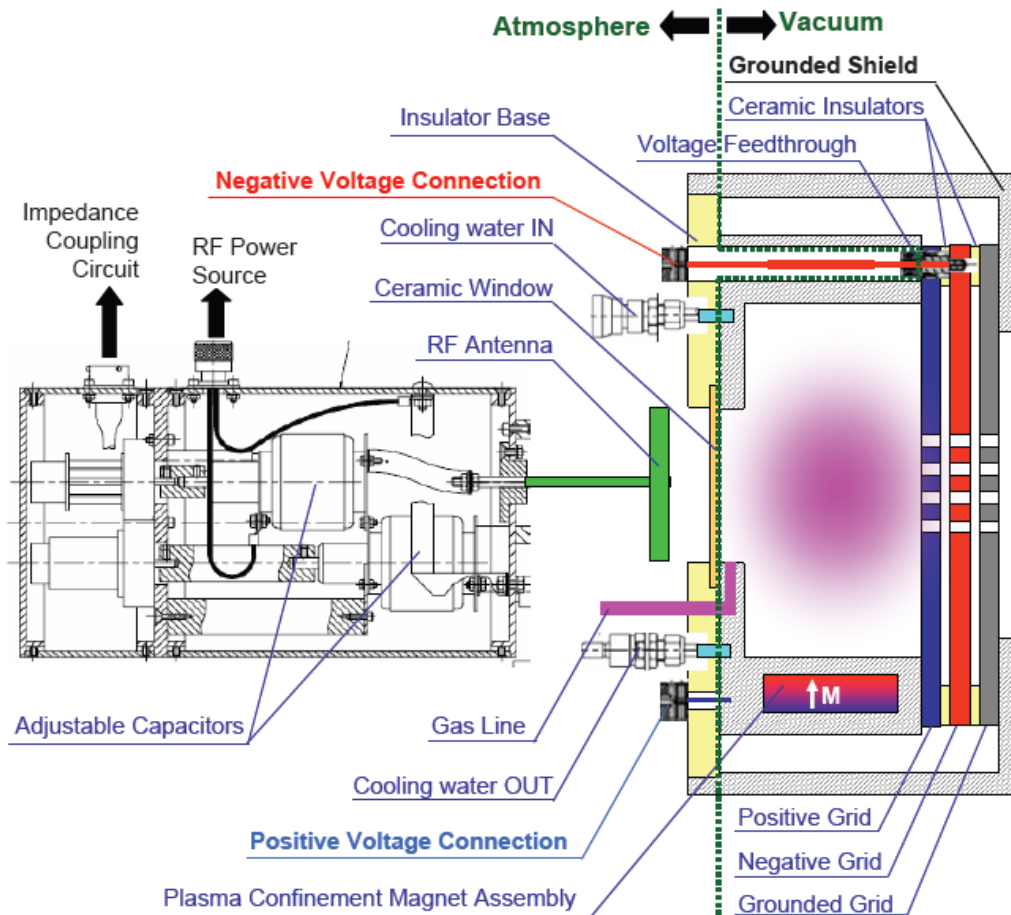 Atmosphere
Vacuum
Grounded Shield
Insulator Base
Ceramic Insulators
Voltage Feedthrough
Negative Voltage Connection
Impedance
Coupling
Circuit
RF Power
Source
Cooling water IN
Ceramic Window
RF Antenna
M
Adjustable Capacitors
Gas Line
Cooling water OUT
Positive Voltage Connection
Plasma Confinement Magnet Assembly
Positive Grid
Negative Grid
Grounded Grid